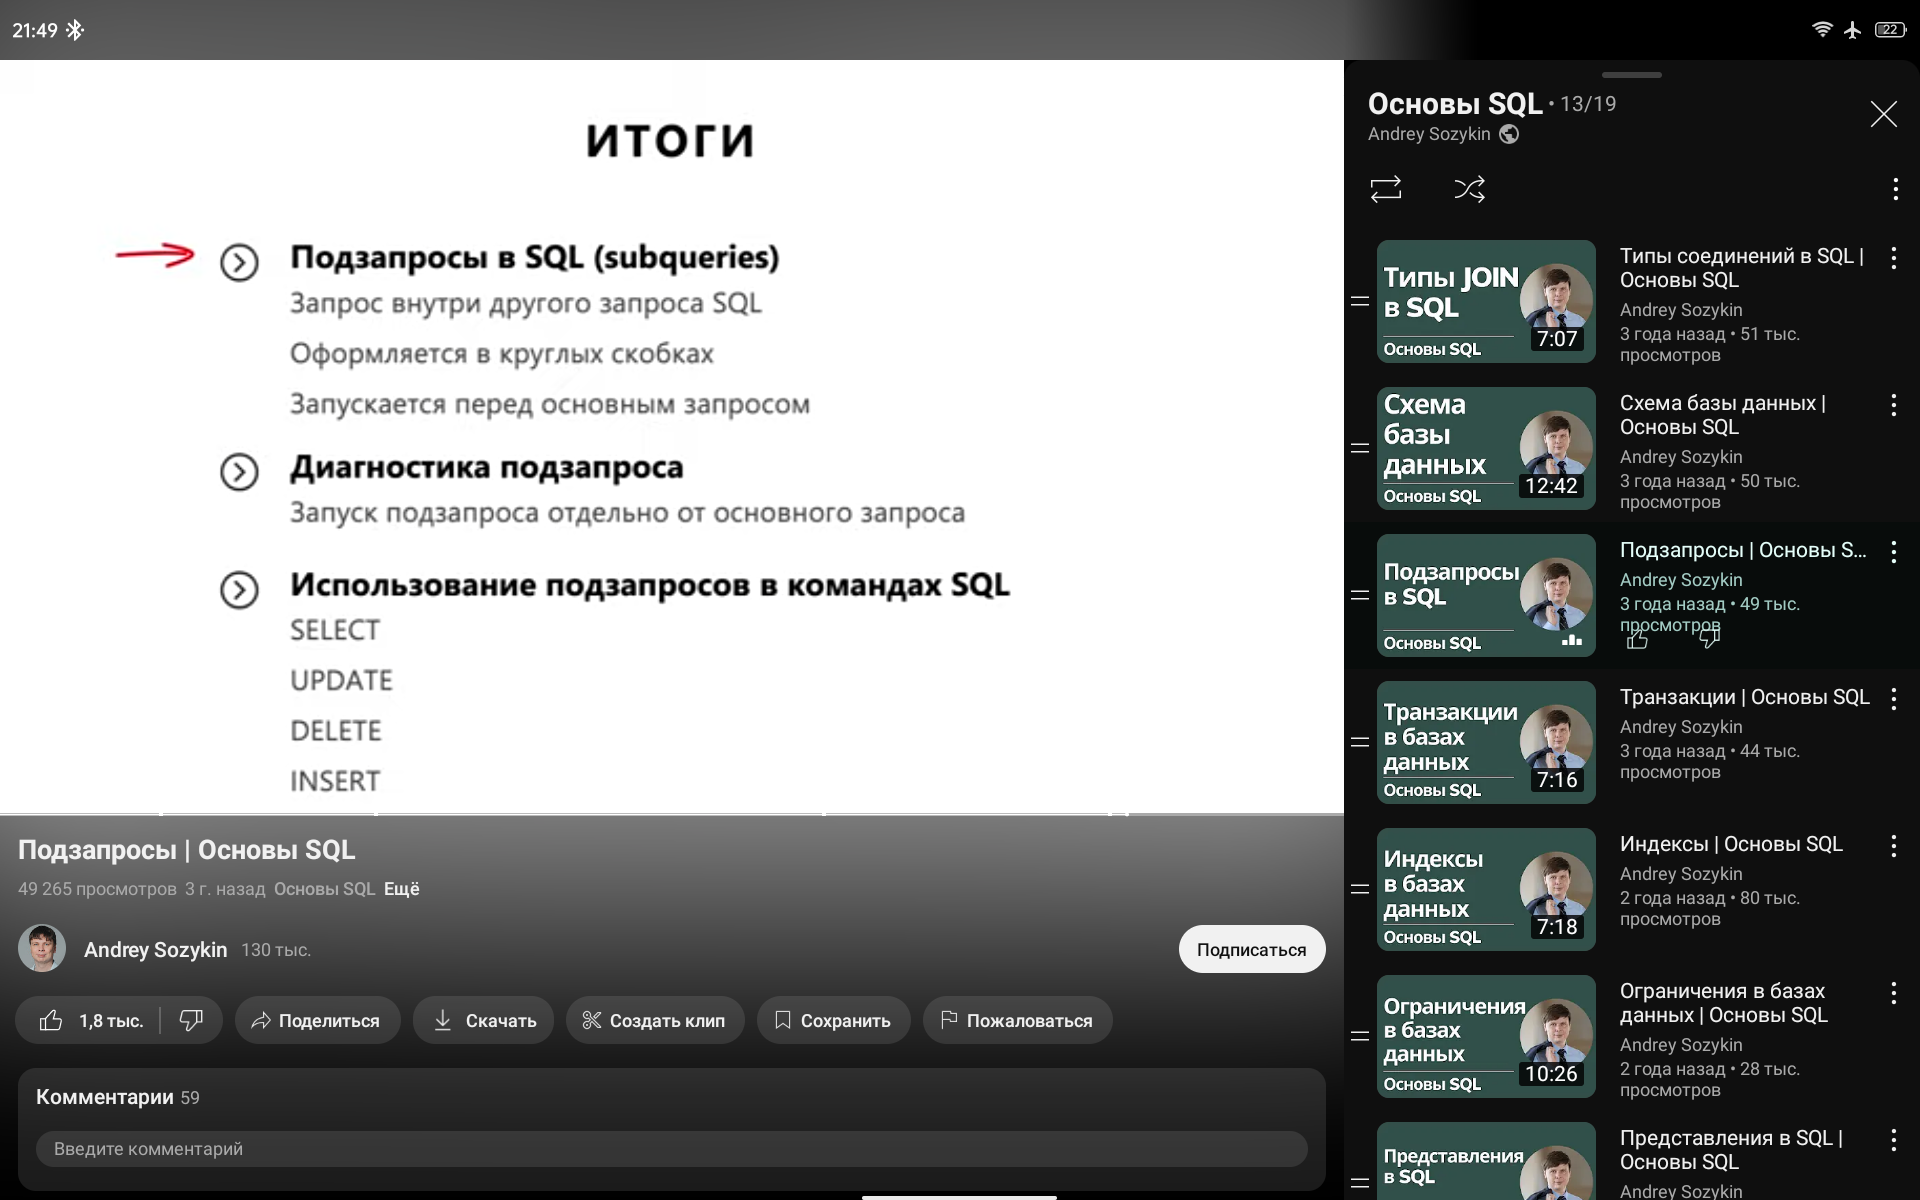 21:49
22
ИТОГИ
Подзапросы в SQL (subqueries)
Запрос внутри другого запроса SQL
Оформляется в круглых скобках
Запускается перед основным запросом
Диагностика подзапроса
Запуск подзапроса отдельно от основного запроса
Использование подзапросов в командах SQL
SELECT
UPDATE
DELETE
INSERT
Подзапросы | Основы SQL
49 265 просмотров 3 г. назад Основы SQL Ещё
Andrey Sozykin 130 тыс.
Подписаться
1,8 тыс.
Поделиться
Скачать
Создать клип
Сохранить
Пожаловаться
Комментарии 59
Введите комментарий
Основы SQL • 13/19
Andrey Sozykin
Типы JOIN
в SQL
7:07
Основы SQL
Типы соединений в SQL |
Основы SQL
Andrey Sozykin
3 года назад • 51 тыс.
просмотров
Схема
базы
данных
12:42
Основы SQL
Схема базы данных |
Основы SQL
Andrey Sozykin
3 года назад • 50 тыс.
просмотров
Подзапросы
в SQL
Основы SQL
Подзапросы | Основы S...
Andrey Sozykin
3 года назад • 49 тыс.
просмотров
Транзакции
в базах
данных
7:16
Основы SQL
Транзакции | Основы SQL
Andrey Sozykin
3 года назад • 44 тыс.
просмотров
Индексы
в базах
данных
7:18
Основы SQL
Индексы | Основы SQL
Andrey Sozykin
2 года назад • 80 тыс.
просмотров
Ограничения
в базах
данных
10:26
Основы SQL
Ограничения в базах
данных | Основы SQL
Andrey Sozykin
2 года назад • 28 тыс.
просмотров
Представления
в SQL
Представления в SQL |
Основы SQL
Andrey Sozykin